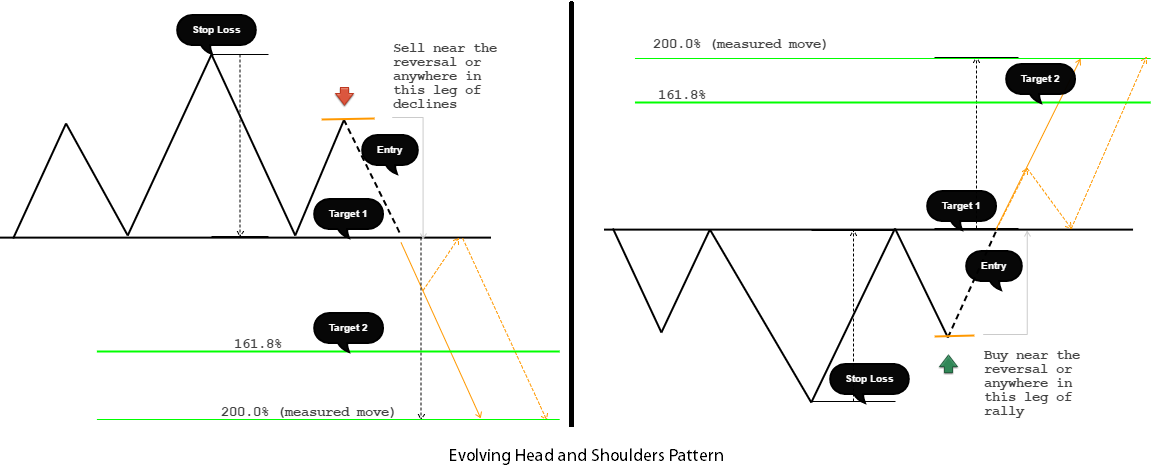 Stop Loss
Sell near the
reversal or
anywhere in
this leg of
declines
Entry
Target 1
Target 2
161.8%
200.0% (measured move)
200.0% (measured move)
Target 2
161.8%
Target 1
Entry
Stop Loss
Buy near the
reversal or
anywhere in
this leg of
rally
Evolving Head and Shoulders Pattern